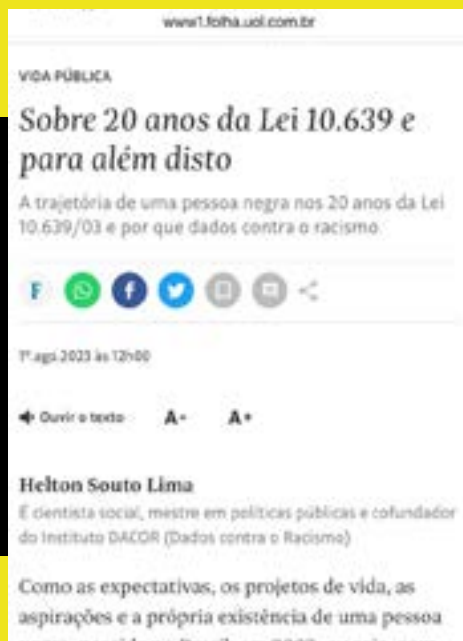 www1.folha.uol.com.br
VIDA PÚBLICA
Sobre 20 anos da Lei 10.639 e
para além disto
A trajetória de uma pessoa negra nos 20 anos da Lei
10.639/03 e por que dados contra o racismo
F
1º.ago.2023 às 12h00
Ouvir o texto A- A+
Helton Souto Lima
É cientista social, mestre em políticas públicas e cofundador
do Instituto DACOR (Dados contra o Racismo)
Como as expectativas, os projetos de vida, as
aspirações e a própria existência de uma pessoa